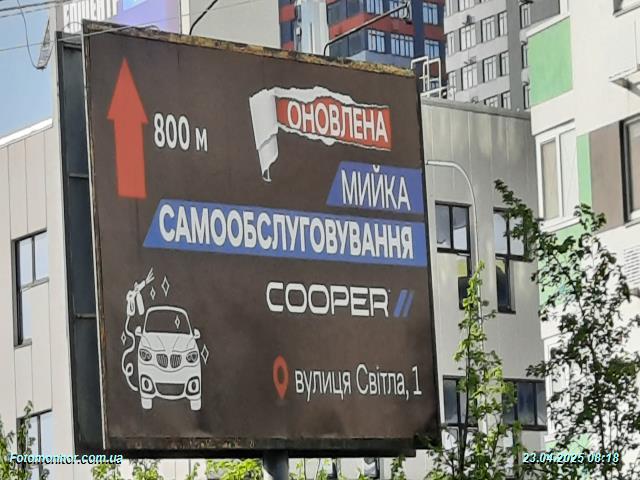 800 м
ОНОВЛЕНА
МИЙКА
САМООБСЛУГОВУВАННЯ
COOPER
вулиця Світла, 1
Fotomonitor.com.ua
23.04.2025 08:18